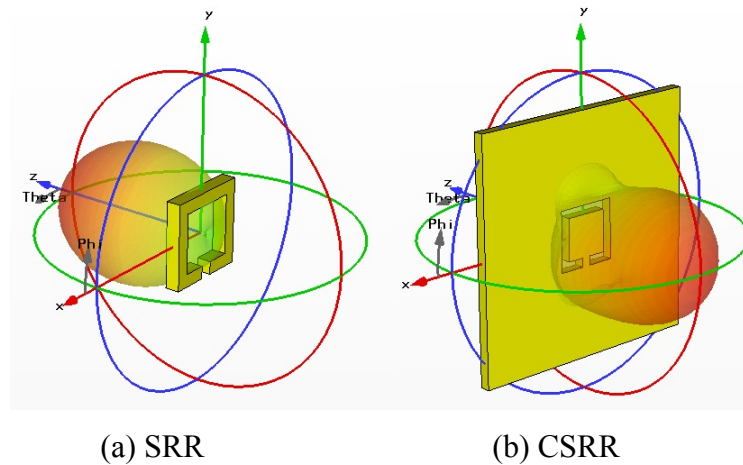 y
z
Theta
Phi
x
y
z
Theta
Phi
x
(a) SRR
(b) CSRR